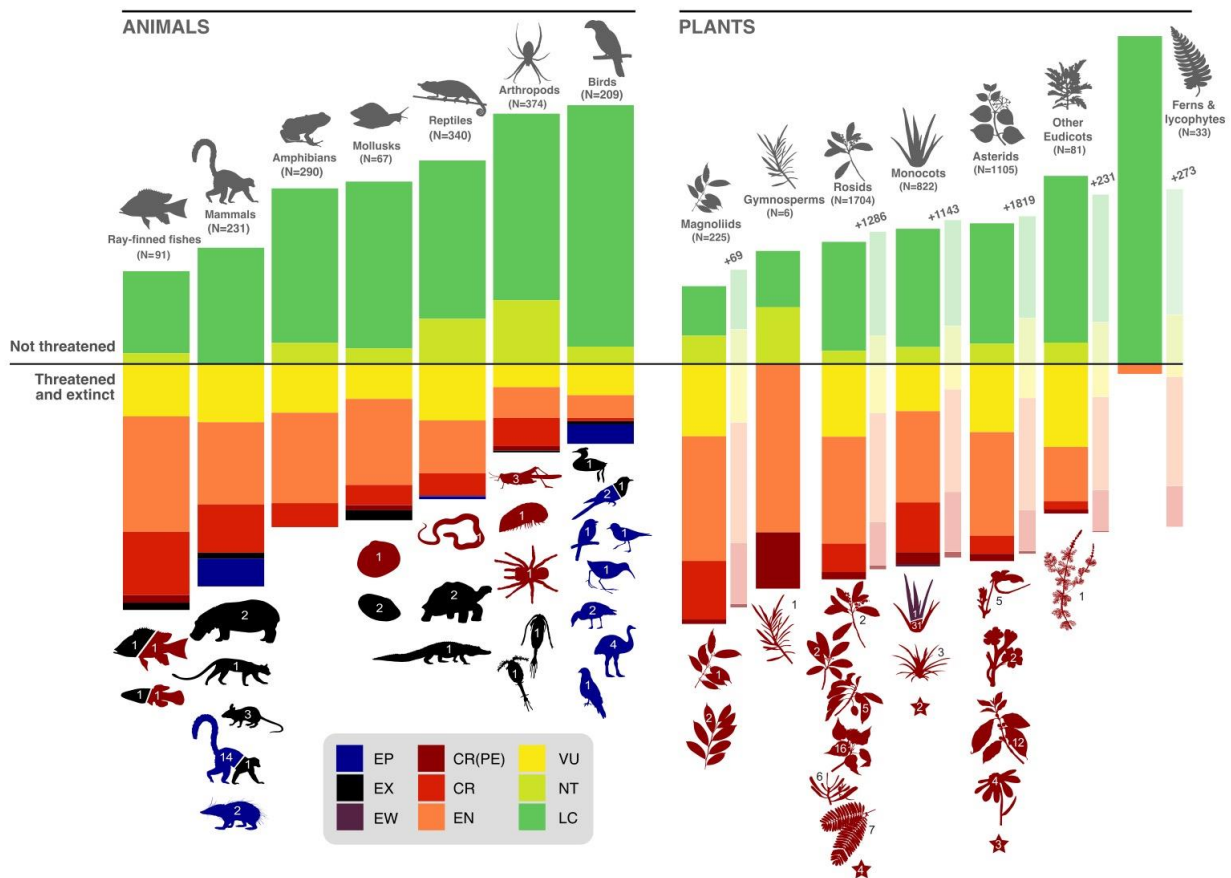 ANIMALS
PLANTS
Ray-finned fishes
(N=91)
Mammals
(N=231)
Amphibians
(N=290)
Mollusks
(N=67)
Reptiles
(N=340)
Arthropods
(N=374)
Birds
(N=209)
Magnoliids
(N=225)
+69
Gymnosperms
(N=6)
Rosids
(N=1704)
+1286
Monocots
(N=822)
+1143
Asterids
(N=1105)
+1819
Other
Eudicots
(N=81)
+231
Ferns &
lycophytes
(N=33)
+273
Not threatened
Threatened
and extinct
1
1
1
1
2
1
3
14
1
2
1
2
1
2
1
3
1
1
1
1
1
2
1
1
1
1
2
4
1
1
2
1
2
2
5
16
6
7
4
1
31
3
2
5
2
12
4
3
1
EP
EX
EW
CR(PE)
CR
EN
VU
NT
LC